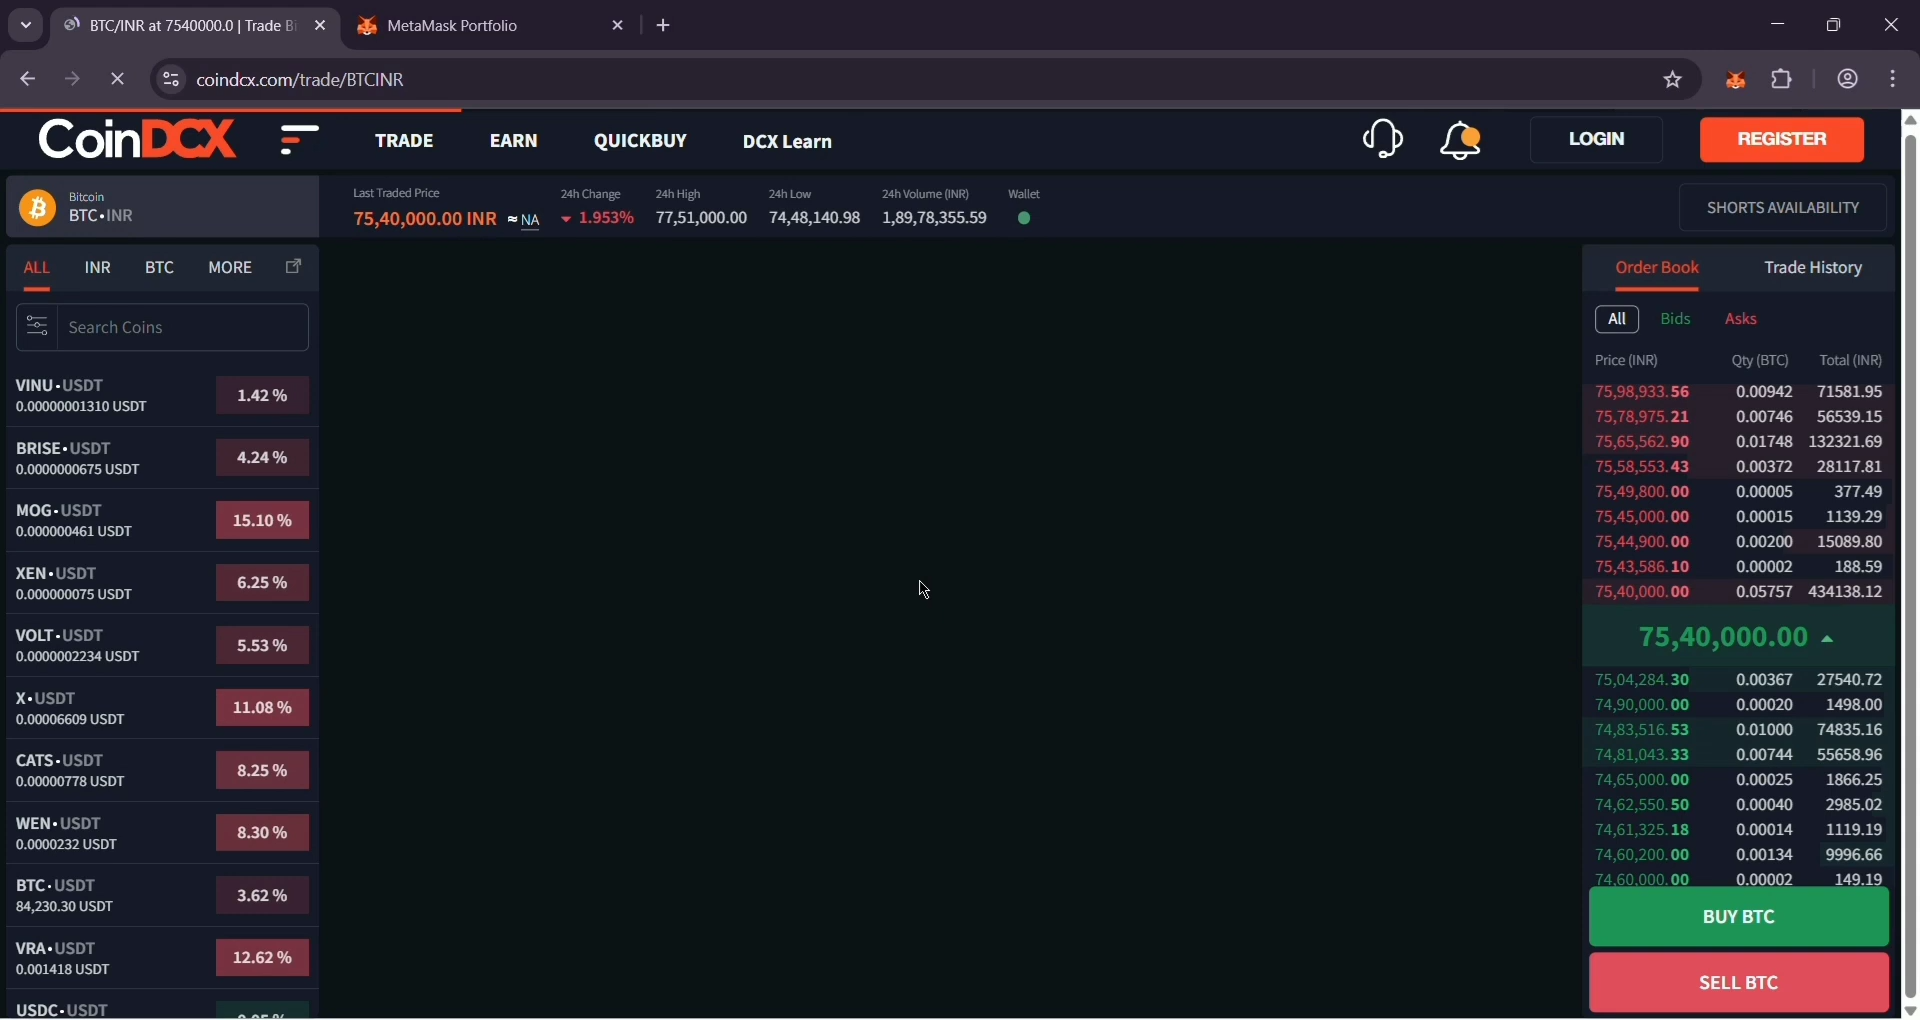 BTC/INR at 7540000.0 | Trade Bi
MetaMask Portfolio
coindcx.com/trade/BTCINR
CoinDCX
TRADE
EARN
QUICKBUY
DCX Learn
LOGIN
REGISTER
Bitcoin
BTC•INR
Last Traded Price
75,40,000.00 INR ≈ NA
24h Change
1.953%
24h High
77,51,000.00
24h Low
74,48,140.98
24h Volume (INR)
1,89,78,355.59
Wallet
SHORTS AVAILABILITY
ALL
INR
BTC
MORE
Search Coins
VINU•USDT
0.00000001310 USDT
1.42 %
BRISE•USDT
0.0000000675 USDT
4.24 %
MOG•USDT
0.000000461 USDT
15.10 %
XEN•USDT
0.000000075 USDT
6.25 %
VOLT•USDT
0.0000002234 USDT
5.53 %
X•USDT
0.00006609 USDT
11.08 %
CATS•USDT
0.00000778 USDT
8.25 %
WEN•USDT
0.0000232 USDT
8.30 %
BTC•USDT
84,230.30 USDT
3.62 %
VRA•USDT
0.001418 USDT
12.62 %
USDC•USDT
Order Book
Trade History
All
Bids
Asks
Price (INR) Qty (BTC) Total (INR)
75,98,933.56 0.00942 71581.95
75,78,975.21 0.00746 56539.15
75,65,562.90 0.01748 132321.69
75,58,553.43 0.00372 28117.81
75,49,800.00 0.00005 377.49
75,45,000.00 0.00015 1139.29
75,44,900.00 0.00200 15089.80
75,43,586.10 0.00002 188.59
75,40,000.00 0.05757 434138.12
75,40,000.00
75,04,284.30 0.00367 27540.72
74,90,000.00 0.00020 1498.00
74,83,516.53 0.01000 74835.16
74,81,043.33 0.00744 55658.96
74,65,000.00 0.00025 1866.25
74,62,550.50 0.00040 2985.02
74,61,325.18 0.00014 1119.19
74,60,200.00 0.00134 9996.66
74,60,000.00 0.00002 149.19
BUY BTC
SELL BTC